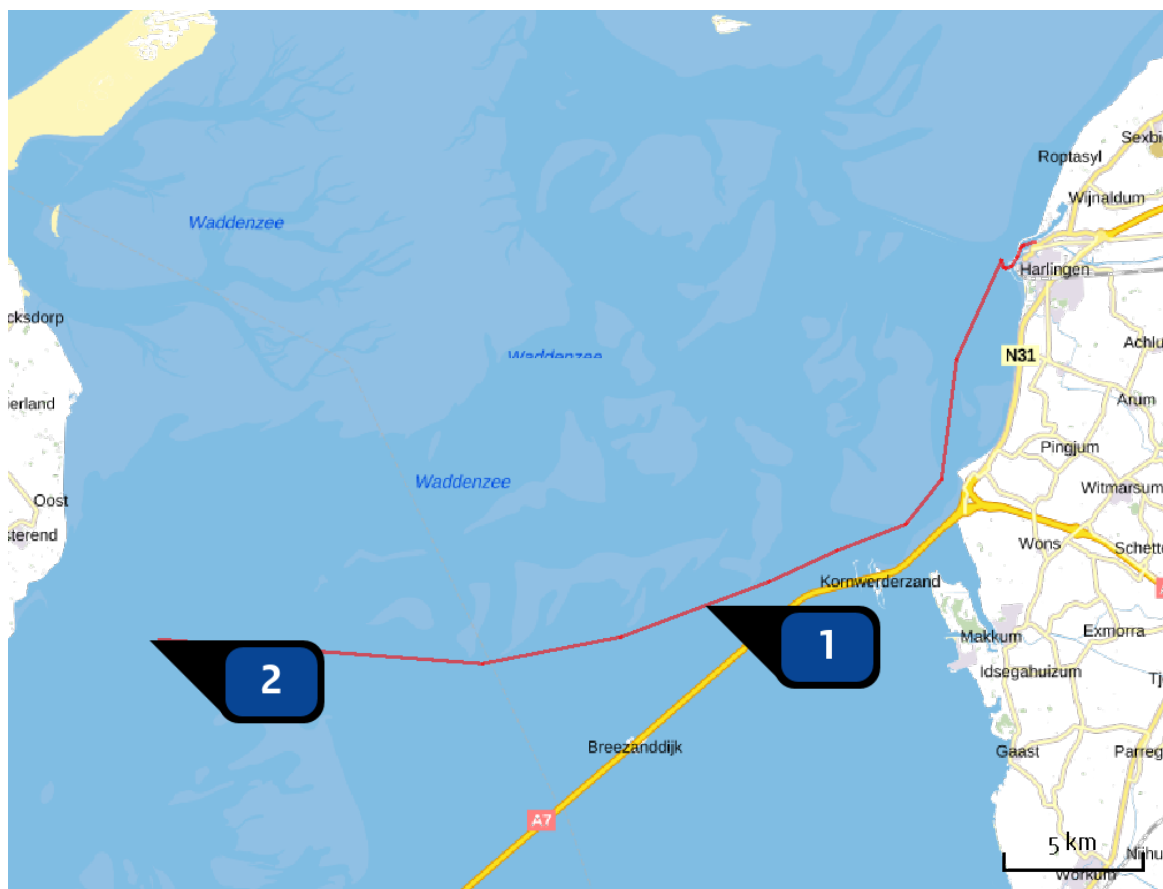 Sexbi
Roptasyl
Wijnaldum
Waddenzee
Harlingen
cksdorp
Waddenzee
N31
Achlu
erland
Arum
Pingjum
Waddenzee
Witmarsum
Oost
sterend
Wons
Schette
Kornwerderzand
Makkum
Exmorra
1
2
Idsegahuizum
Tj
Breezanddijk
Gaast
Parreg
A7
5 km
Nijhu
Workum